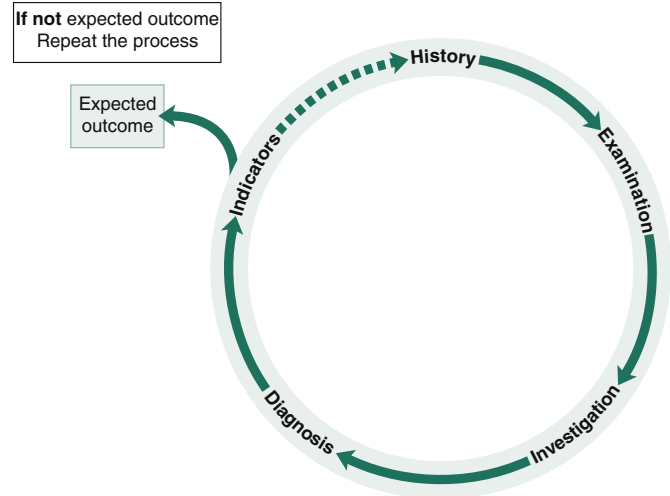 If not expected outcome
Repeat the process
Expected
outcome
History
Examination
Investigation
Diagnosis
Indicators